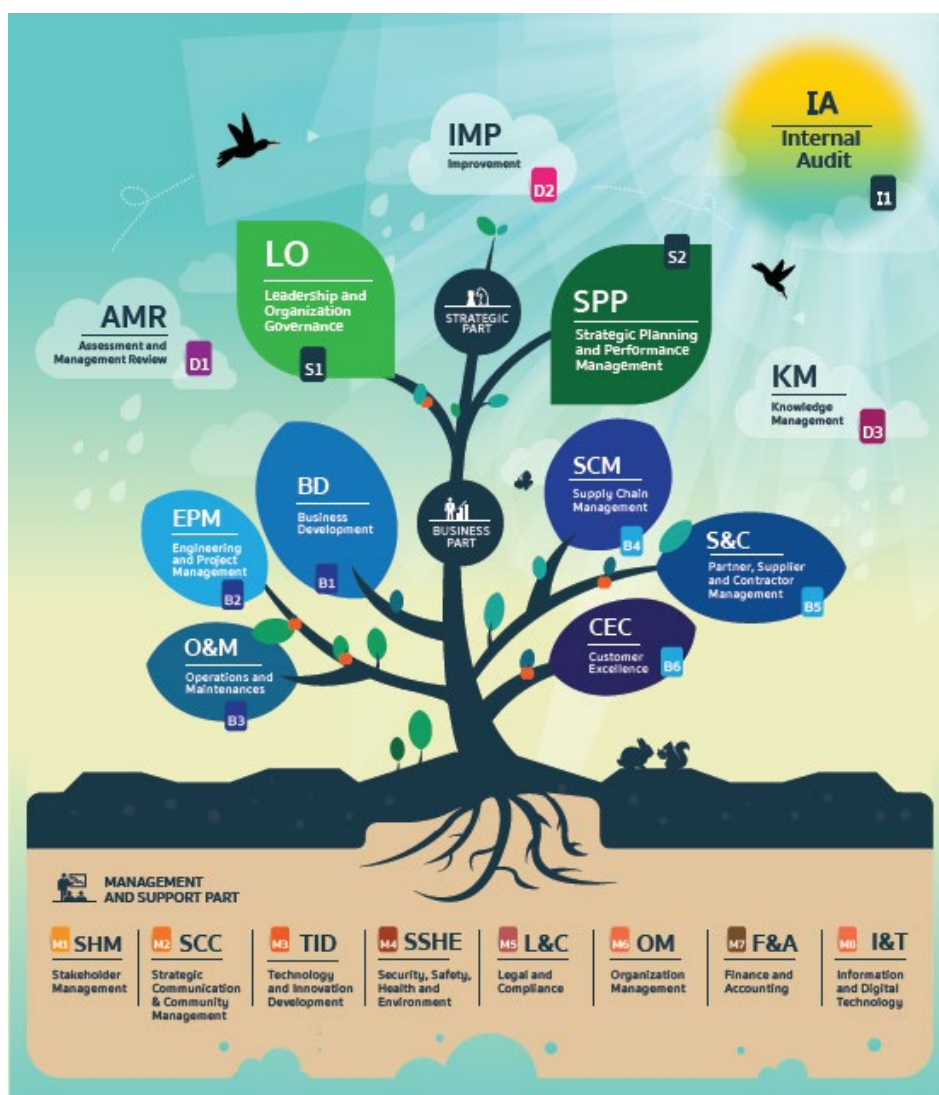 IMP
Improvement
D2
IA
Internal
Audit
I1
LO
Leadership and
Organization
Governance
S1
STRATEGIC
PART
S2
SPP
Strategic Planning
and Performance
Management
AMR
Assessment and
Management Review
D1
KM
Knowledge
Management
D3
BD
Business
Development
B1
BUSINESS
PART
SCM
Supply Chain
Management
B4
EPM
Engineering
and Project
Management
B2
S&C
Partner, Supplier
and Contractor
Management
B5
O&M
Operations and
Maintenances
B3
CEC
Customer
Excellence
B6
MANAGEMENT
AND SUPPORT PART
M1 SHM
Stakeholder
Management
M2 SCC
Strategic
Communication
& Community
Management
M3 TID
Technology
and Innovation
Development
M4 SSHE
Security, Safety,
Health and
Environment
M5 L&C
Legal and
Compliance
M6 OM
Organization
Management
M7 F&A
Finance and
Accounting
M8 I&T
Information
and Digital
Technology